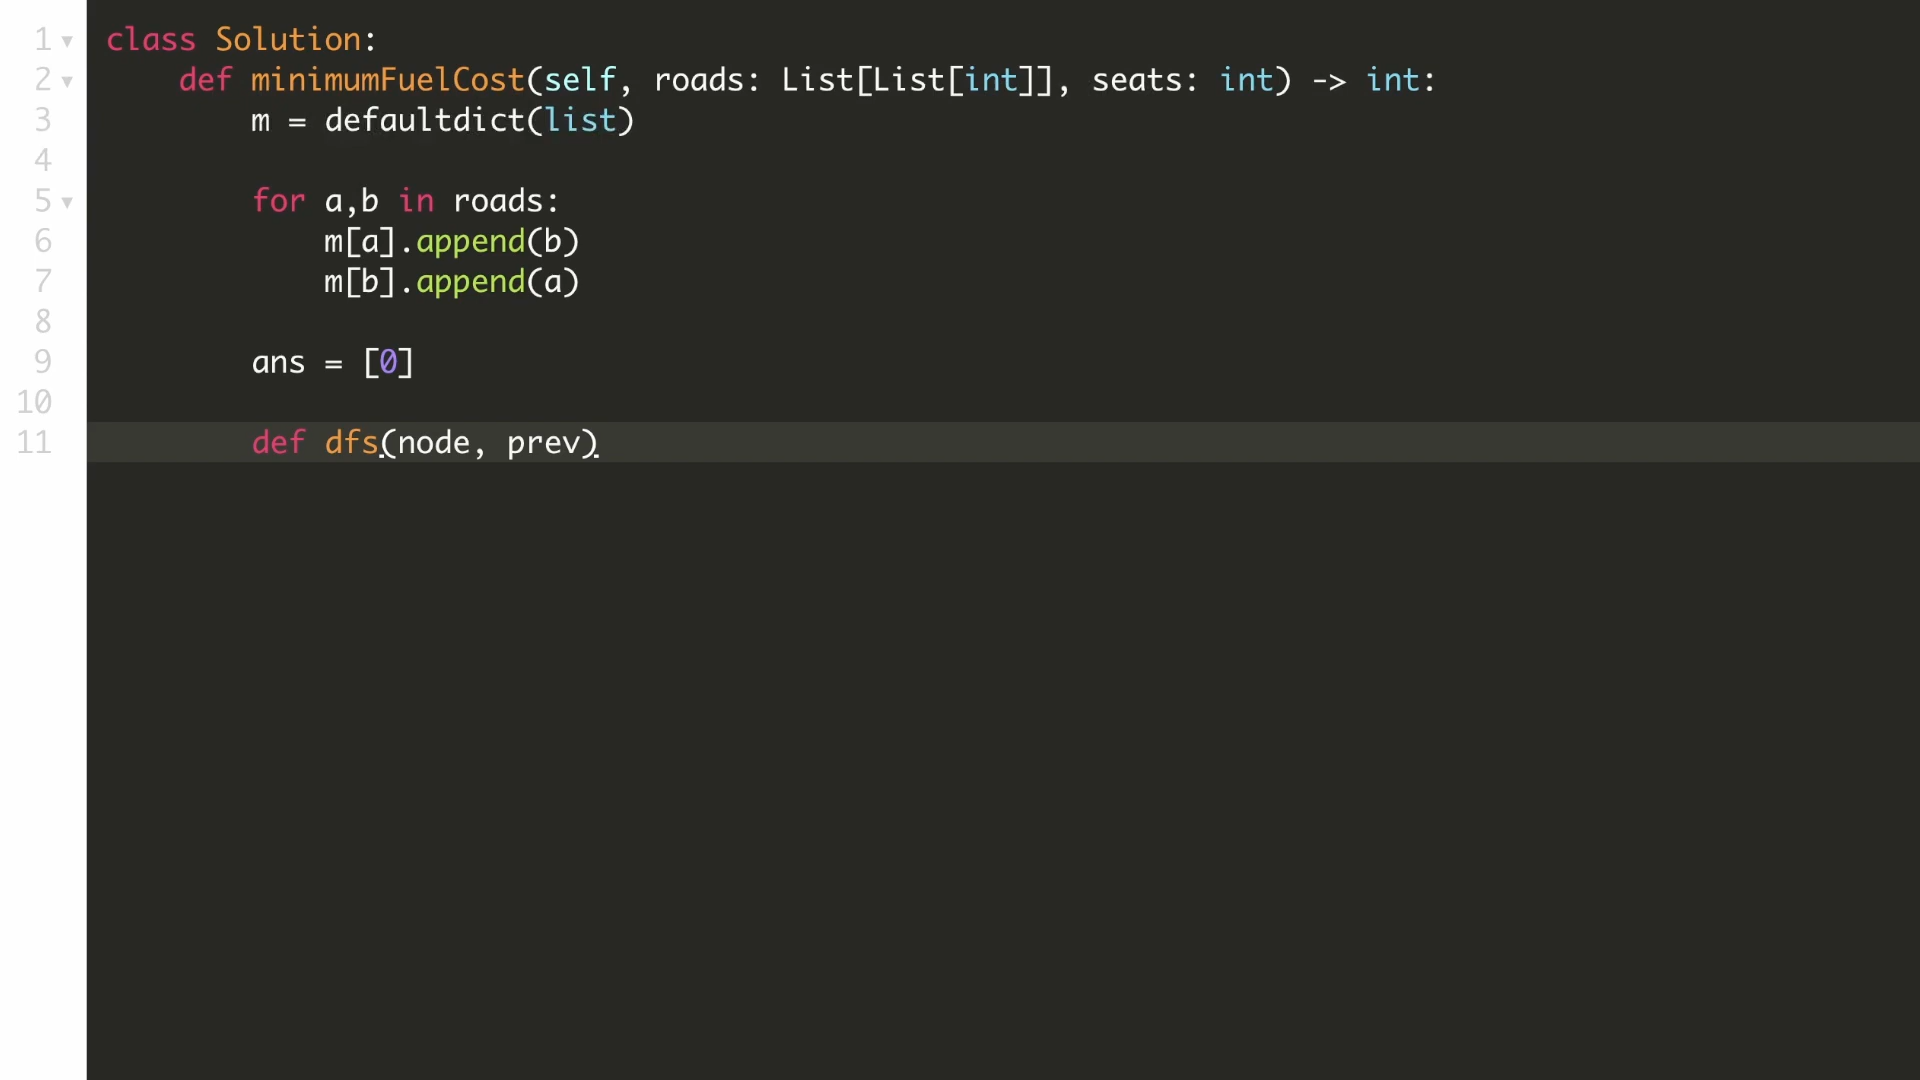 1 class Solution:
2 def minimumFuelCost(self, roads: List[List[int]], seats: int) -> int:
3 m = defaultdict(list)
4
5 for a,b in roads:
6 m[a].append(b)
7 m[b].append(a)
8
9 ans = [0]
10
11 def dfs(node, prev)